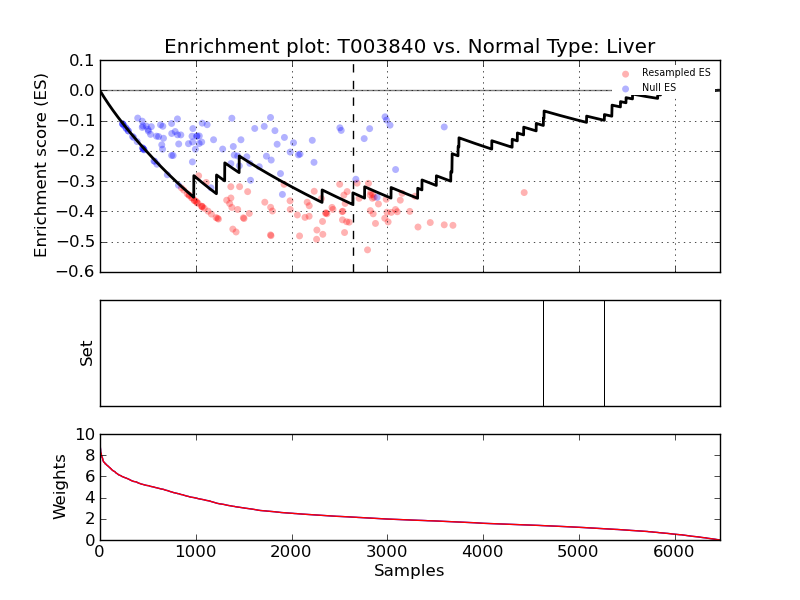 Enrichment plot: T003840 vs. Normal Type: Liver
Enrichment score (ES)
0.1
0.0
−0.1
−0.2
−0.3
−0.4
−0.5
−0.6
Resampled ES
Null ES
Set
Weights
10
8
6
4
2
0
0 1000 2000 3000 4000 5000 6000
Samples